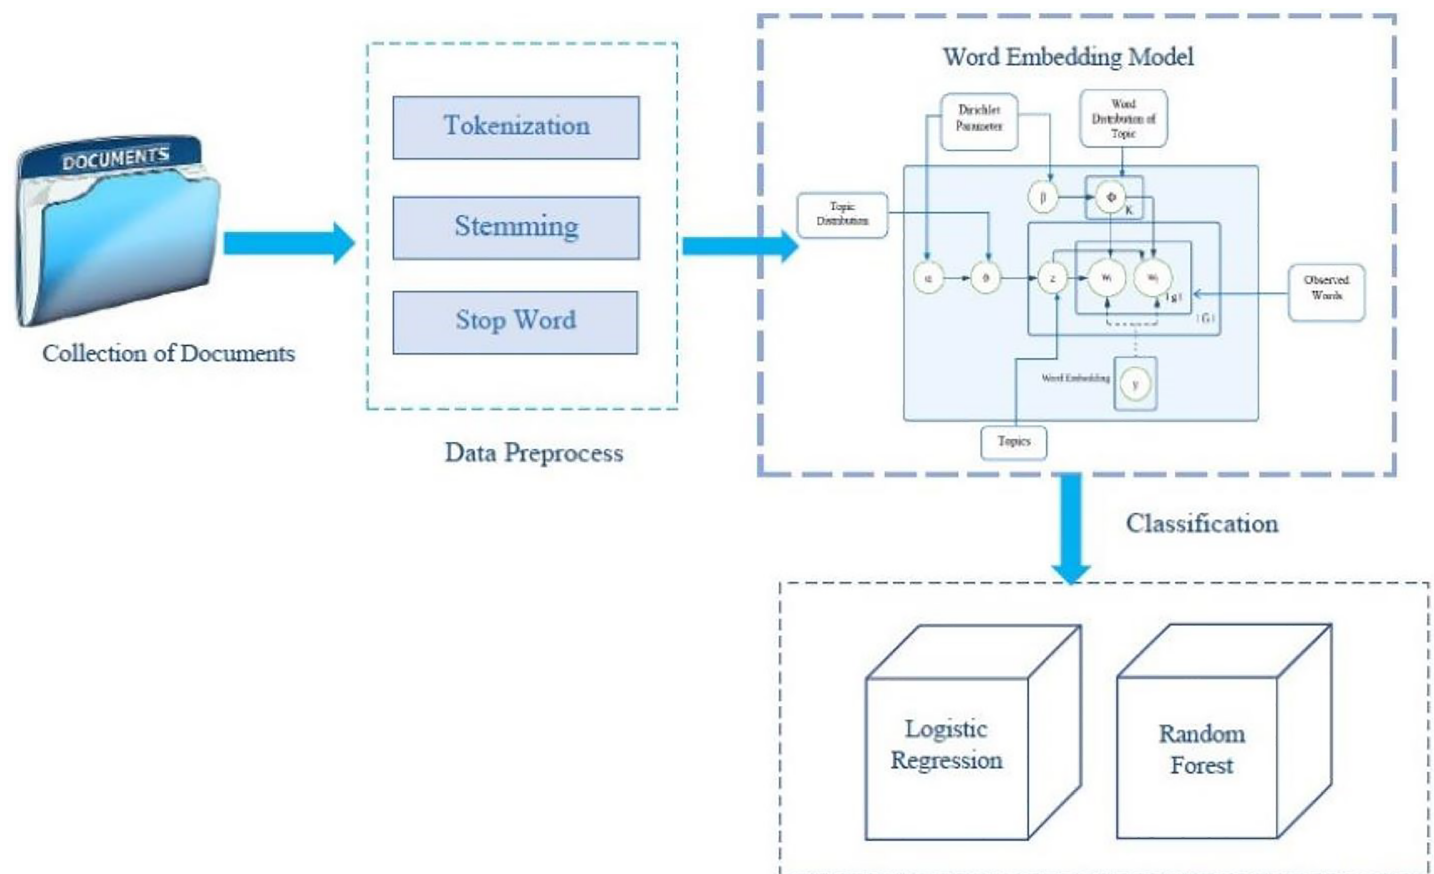 DOCUMENTS
Collection of Documents
Tokenization
Stemming
Stop Word
Data Preprocess
Word Embedding Model
Dirichlet
Parameter
Word
Distribution of
Topic
Topic
Distribution
β
Φ
K
α
z
|g|
|G|
Observed
Words
Word Embedding
γ
Topics
Classification
Logistic
Regression
Random
Forest